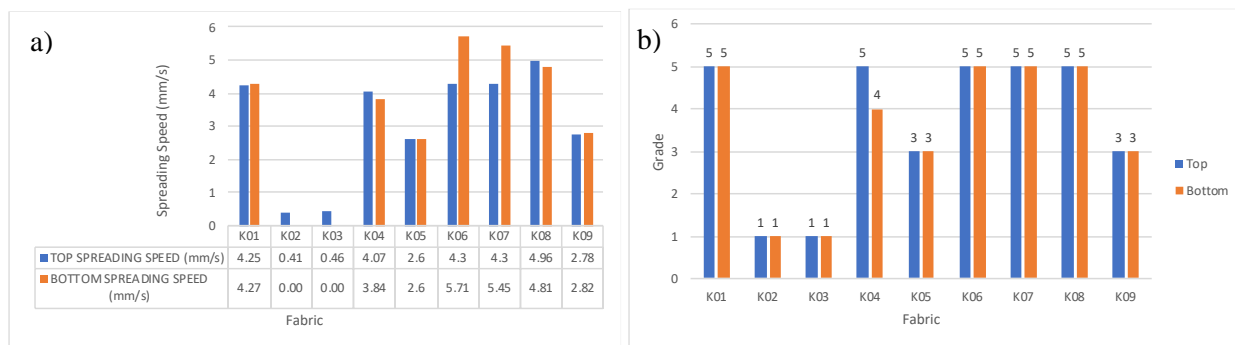 a)
Spreading Speed (mm/s)
6
5
4
3
2
1
0
K01 K02 K03 K04 K05 K06 K07 K08 K09
TOP SPREADING SPEED (mm/s) 4.25 0.41 0.46 4.07 2.6 4.3 4.3 4.96 2.78
BOTTOM SPREADING SPEED
(mm/s) 4.27 0.00 0.00 3.84 2.6 5.71 5.45 4.81 2.82
Fabric
b)
Grade
6
5
4
3
2
1
0
5 5 1 1 1 1 5 4 3 3 5 5 5 5 5 5 3 3
K01 K02 K03 K04 K05 K06 K07 K08 K09
Fabric
Top
Bottom